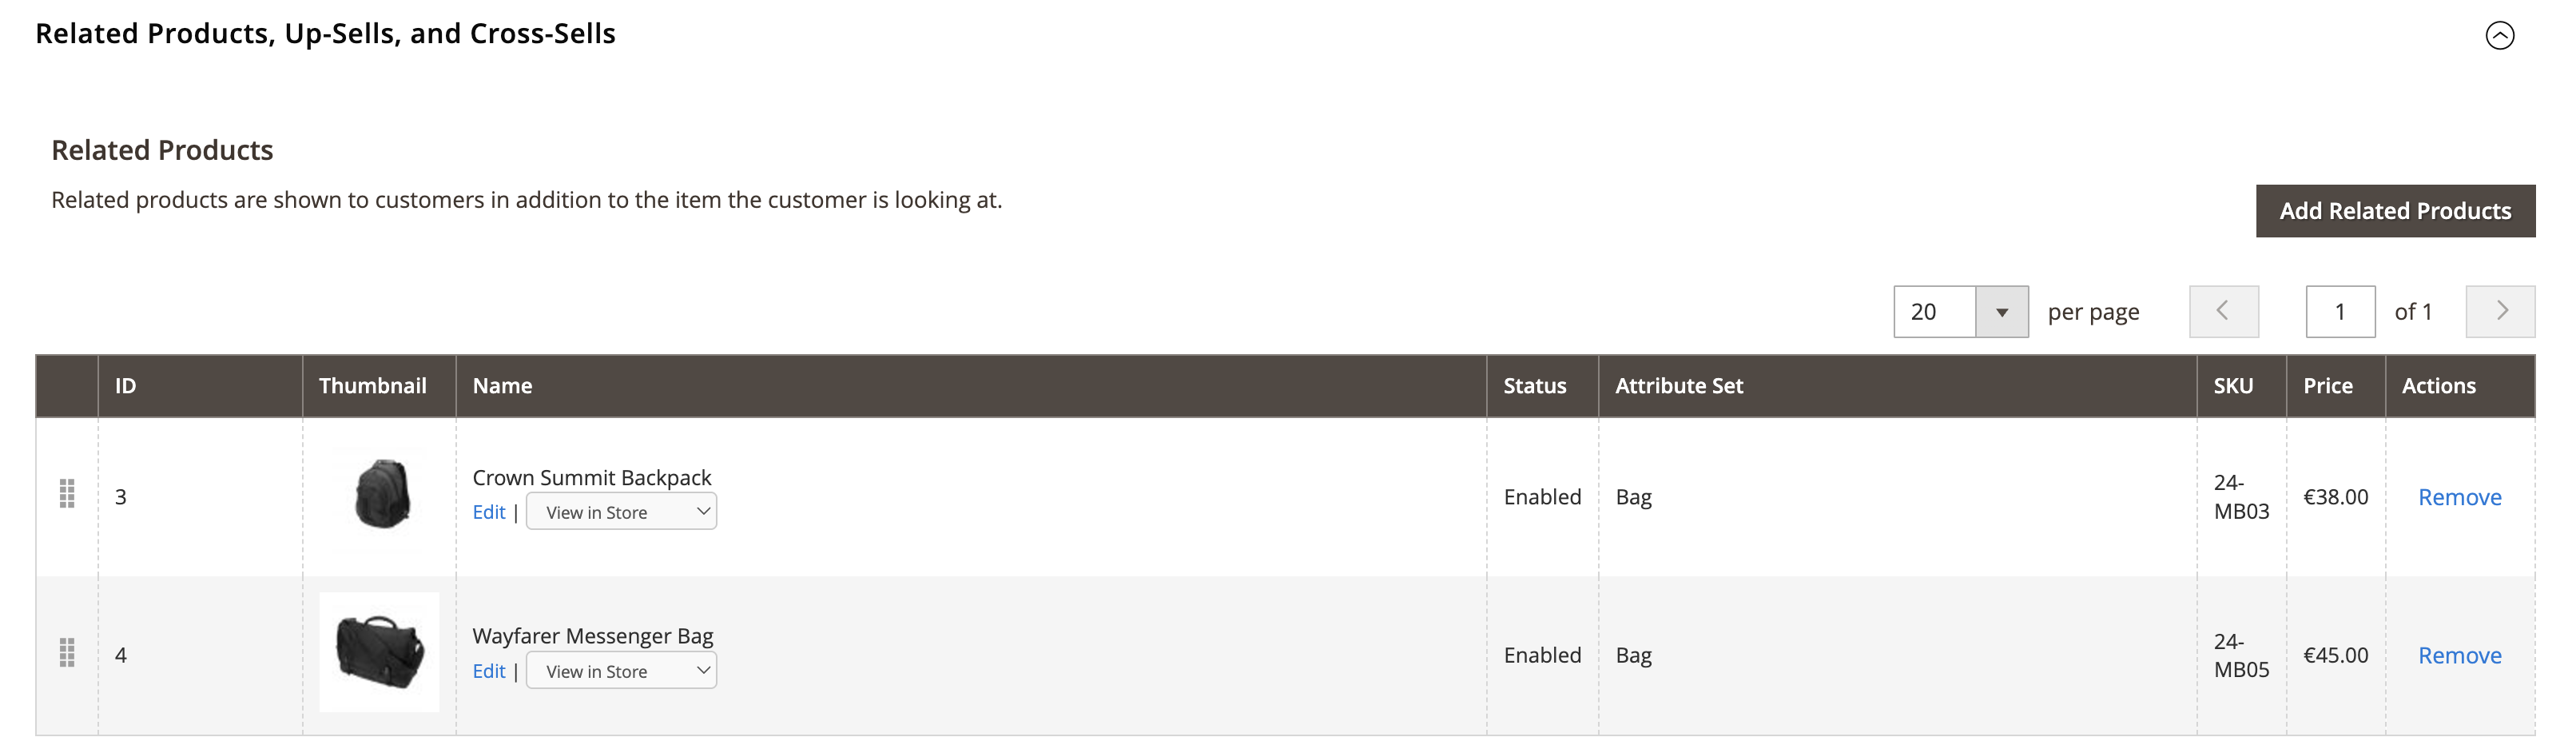 Related Products, Up-Sells, and Cross-Sells
Related Products
Related products are shown to customers in addition to the item the customer is looking at.
Add Related Products
20 per page 1 of 1
ID Thumbnail Name Status Attribute Set SKU Price Actions
3 Crown Summit Backpack Enabled Bag 24-MB03 €38.00 Remove
Edit | View in Store
4 Wayfarer Messenger Bag Enabled Bag 24-MB05 €45.00 Remove
Edit | View in Store